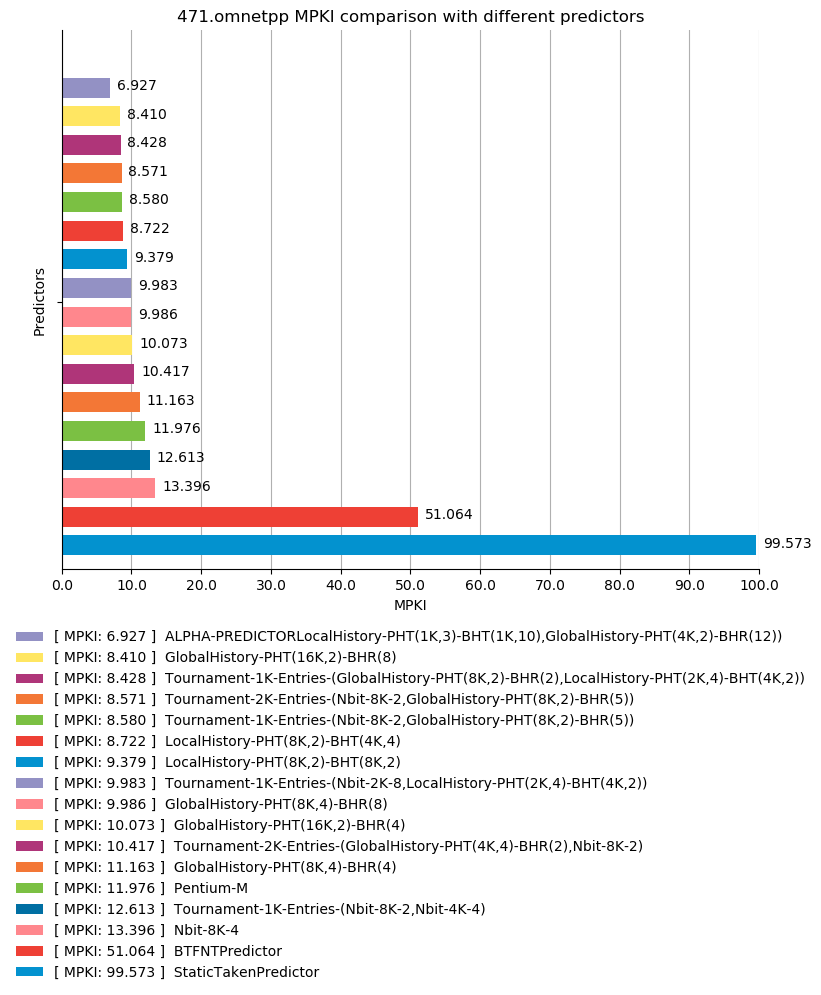 471.omnetpp MPKI comparison with different predictors
6.927
8.410
8.428
8.571
8.580
8.722
9.379
9.983
9.986
10.073
10.417
11.163
11.976
12.613
13.396
51.064
99.573
Predictors
0.0 10.0 20.0 30.0 40.0 50.0 60.0 70.0 80.0 90.0 100.0
MPKI
[ MPKI: 6.927 ]  ALPHA-PREDICTORLocalHistory-PHT(1K,3)-BHT(1K,10),GlobalHistory-PHT(4K,2)-BHR(12))
[ MPKI: 8.410 ]  GlobalHistory-PHT(16K,2)-BHR(8)
[ MPKI: 8.428 ]  Tournament-1K-Entries-(GlobalHistory-PHT(8K,2)-BHR(2),LocalHistory-PHT(2K,4)-BHT(4K,2))
[ MPKI: 8.571 ]  Tournament-2K-Entries-(Nbit-8K-2,GlobalHistory-PHT(8K,2)-BHR(5))
[ MPKI: 8.580 ]  Tournament-1K-Entries-(Nbit-8K-2,GlobalHistory-PHT(8K,2)-BHR(5))
[ MPKI: 8.722 ]  LocalHistory-PHT(8K,2)-BHT(4K,4)
[ MPKI: 9.379 ]  LocalHistory-PHT(8K,2)-BHT(8K,2)
[ MPKI: 9.983 ]  Tournament-1K-Entries-(Nbit-2K-8,LocalHistory-PHT(2K,4)-BHT(4K,2))
[ MPKI: 9.986 ]  GlobalHistory-PHT(8K,4)-BHR(8)
[ MPKI: 10.073 ]  GlobalHistory-PHT(16K,2)-BHR(4)
[ MPKI: 10.417 ]  Tournament-2K-Entries-(GlobalHistory-PHT(4K,4)-BHR(2),Nbit-8K-2)
[ MPKI: 11.163 ]  GlobalHistory-PHT(8K,4)-BHR(4)
[ MPKI: 11.976 ]  Pentium-M
[ MPKI: 12.613 ]  Tournament-1K-Entries-(Nbit-8K-2,Nbit-4K-4)
[ MPKI: 13.396 ]  Nbit-8K-4
[ MPKI: 51.064 ]  BTFNTPredictor
[ MPKI: 99.573 ]  StaticTakenPredictor